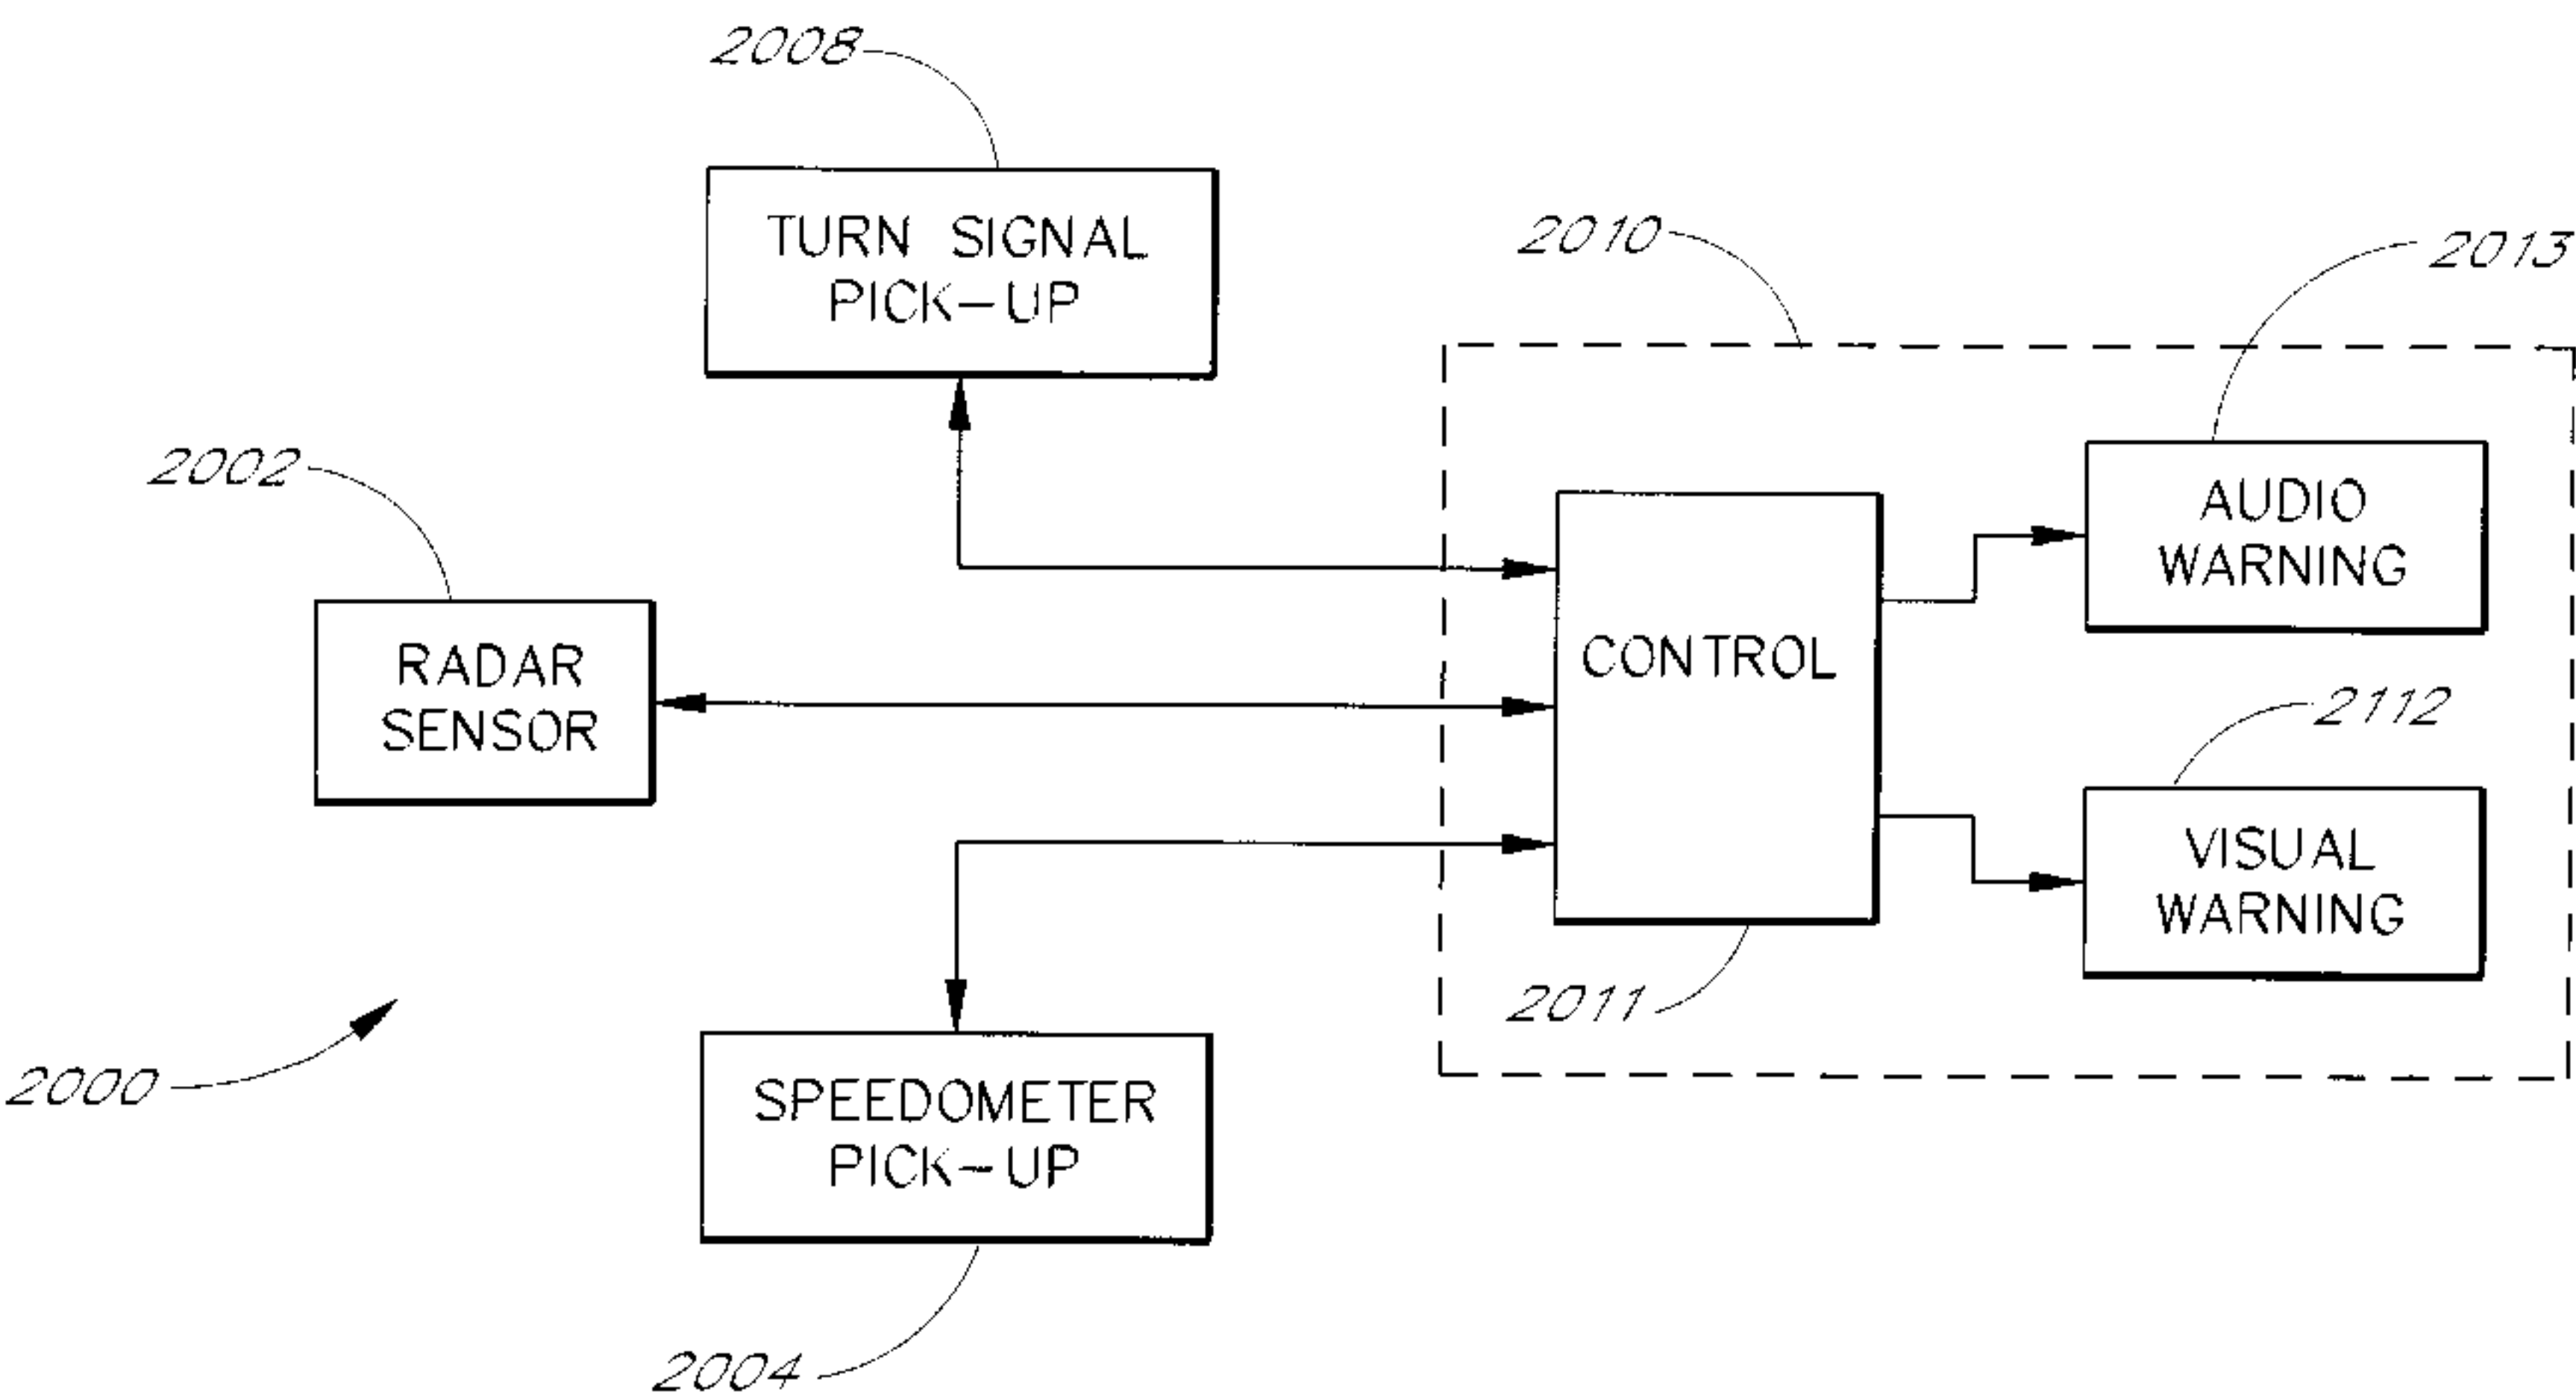 2008
TURN SIGNAL
PICK-UP
2010
2013
2002
AUDIO
WARNING
RADAR
SENSOR
CONTROL
2112
VISUAL
WARNING
2011
2000
SPEEDOMETER
PICK-UP
2004